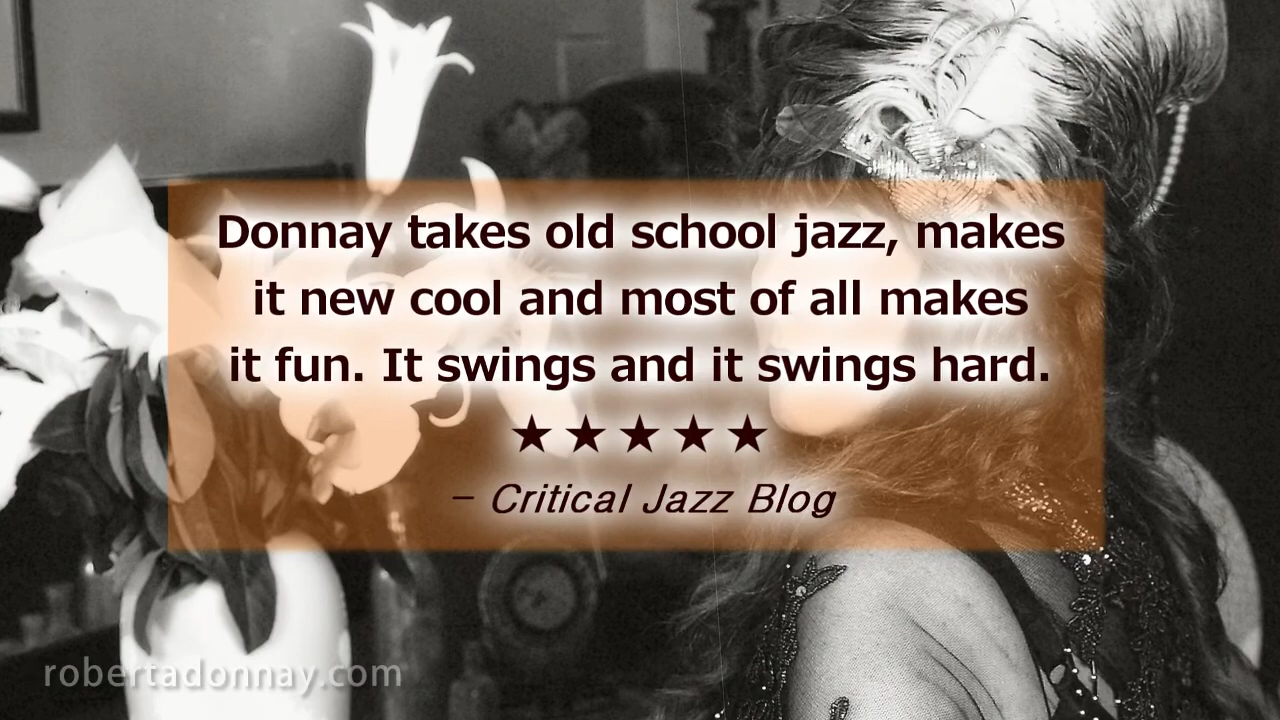 Donnay takes old school jazz, makes
it new cool and most of all makes
it fun. It swings and it swings hard.
★★★★★
– Critical Jazz Blog
robertadonnay.com